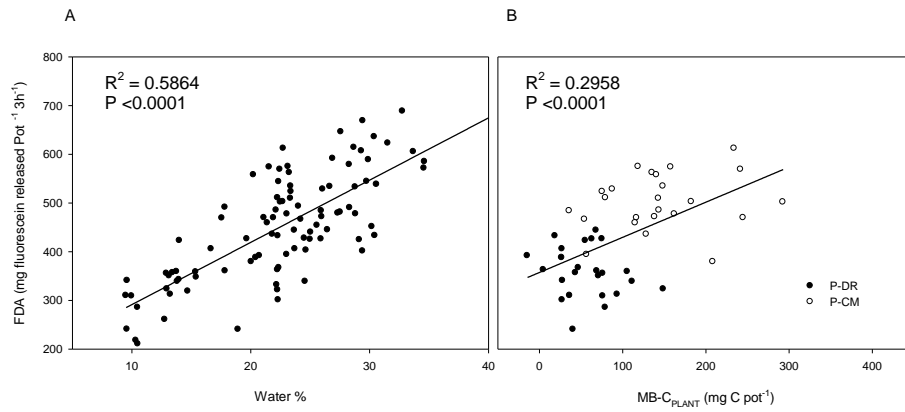 A
B
R² = 0.5864
P <0.0001
R² = 0.2958
P <0.0001
FDA (mg fluorescein released Pot⁻¹ 3h⁻¹)
800
700
600
500
400
300
200
P-DR
P-CM
10 20 30 40
0 100 200 300 400
Water %
MB-C_PLANT (mg C pot⁻¹)